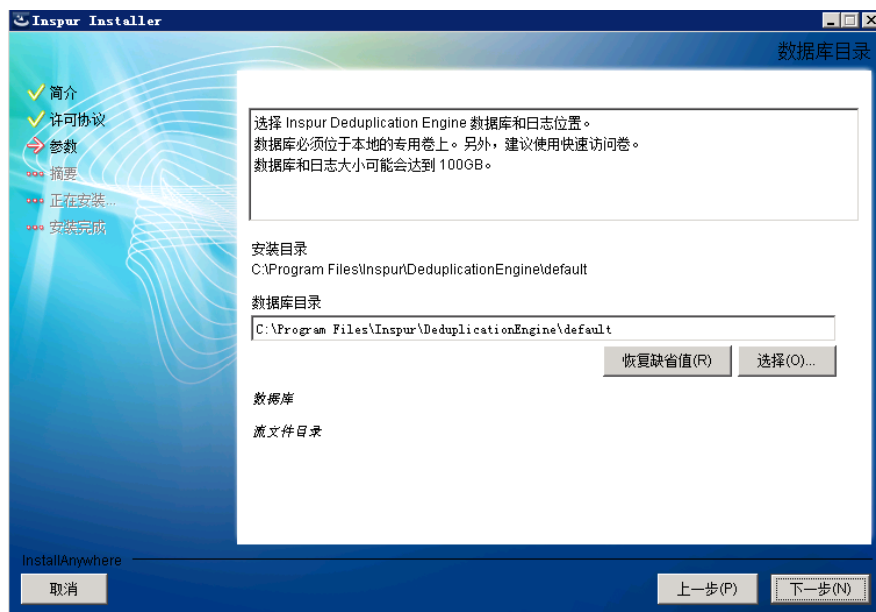 Inspur Installer
数据库目录
简介
许可协议
参数
摘要
正在安装...
安装完成
选择 Inspur Deduplication Engine 数据库和日志位置。
数据库必须位于本地的专用卷上。另外，建议使用快速访问卷。
数据库和日志大小可能会达到 100GB。
安装目录
C:\Program Files\Inspur\DeduplicationEngine\default
数据库目录
C:\Program Files\Inspur\DeduplicationEngine\default
恢复缺省值(R)
选择(O)...
数据库
流文件目录
InstallAnywhere
取消
上一步(P)
下一步(N)